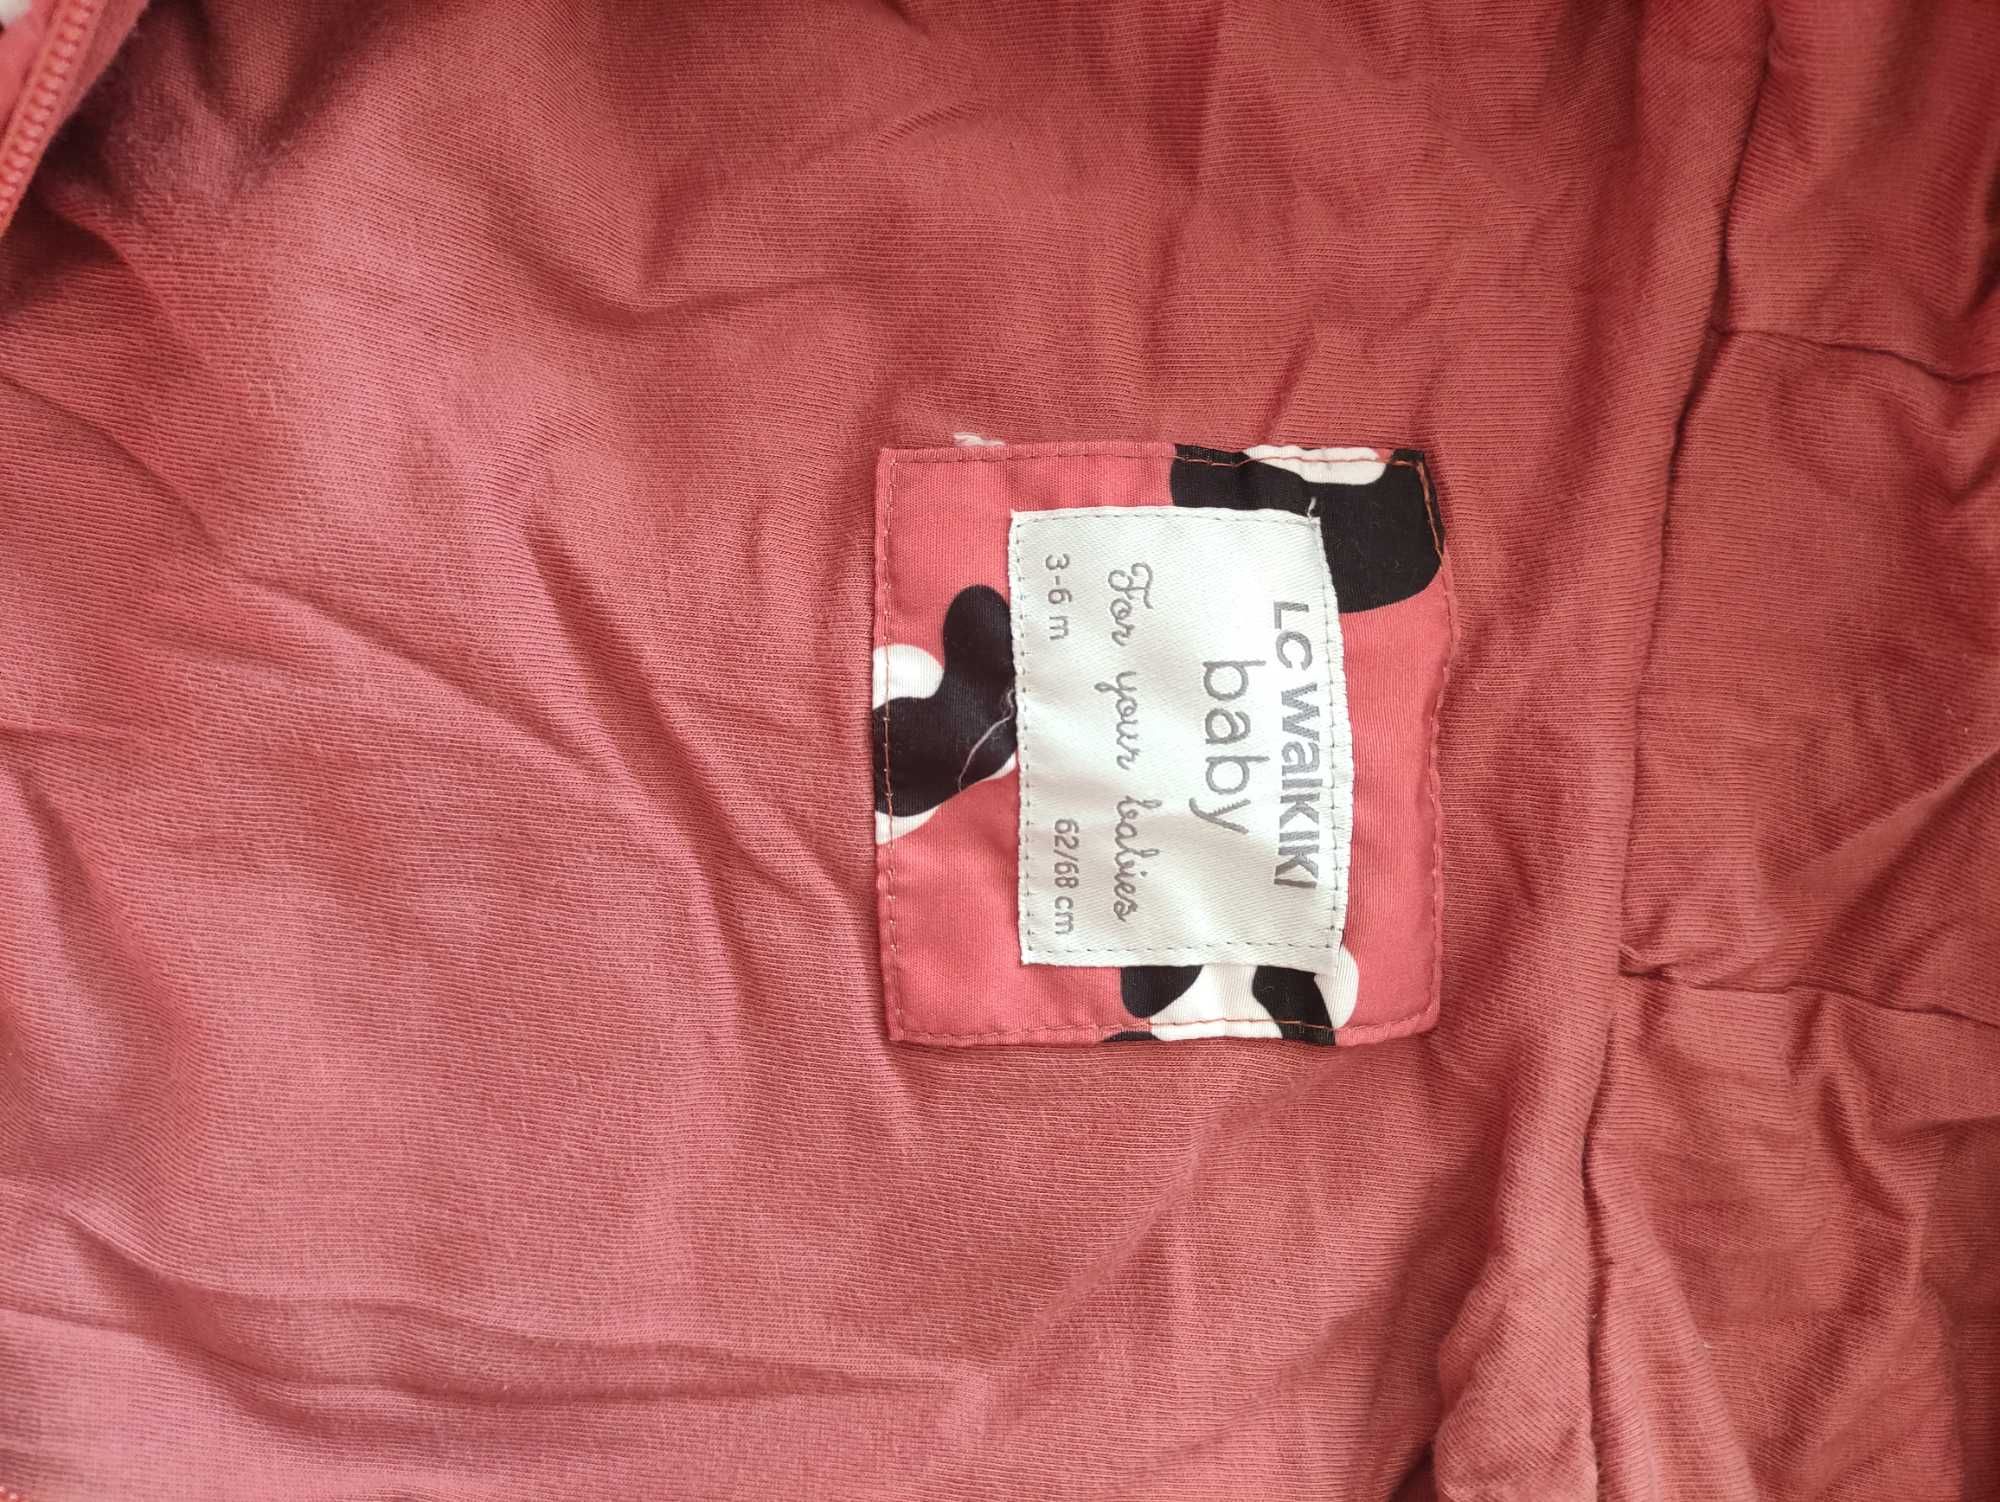 LC WAIKIKI
baby
For your babies
3-6 m 62/68 cm